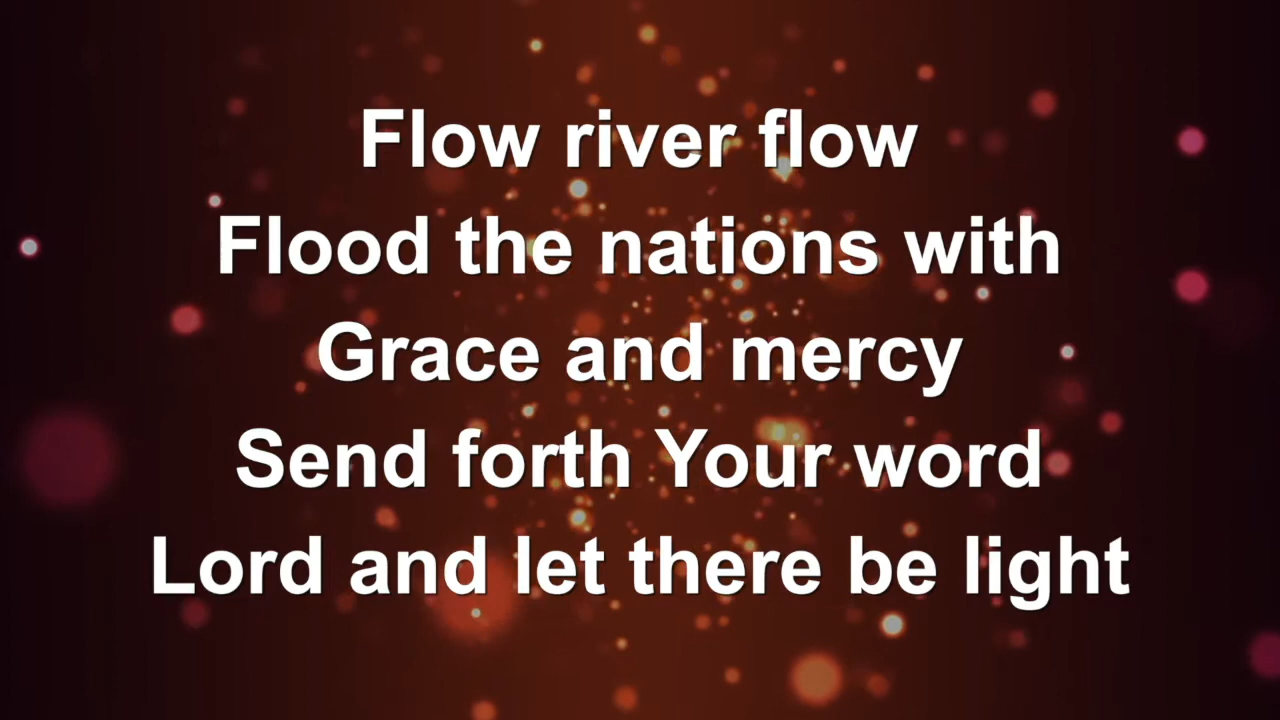 Flow river flow
Flood the nations with
Grace and mercy
Send forth Your word
Lord and let there be light